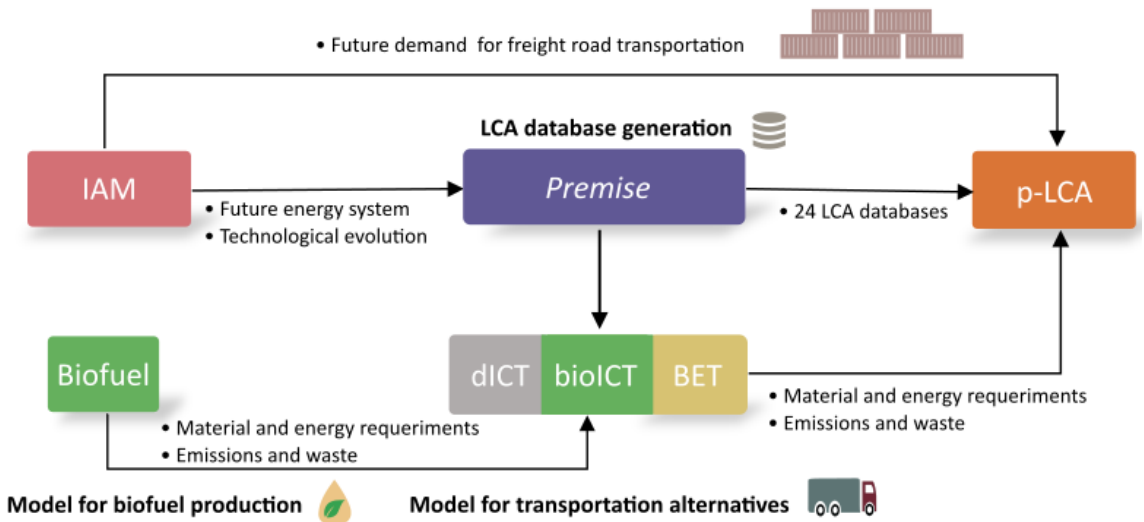 • Future demand for freight road transportation
LCA database generation
IAM
Premise
p-LCA
• Future energy system
• Technological evolution
• 24 LCA databases
Biofuel
dICT
bioICT
BET
• Material and energy requeriments
• Emissions and waste
• Material and energy requeriments
• Emissions and waste
Model for biofuel production
Model for transportation alternatives